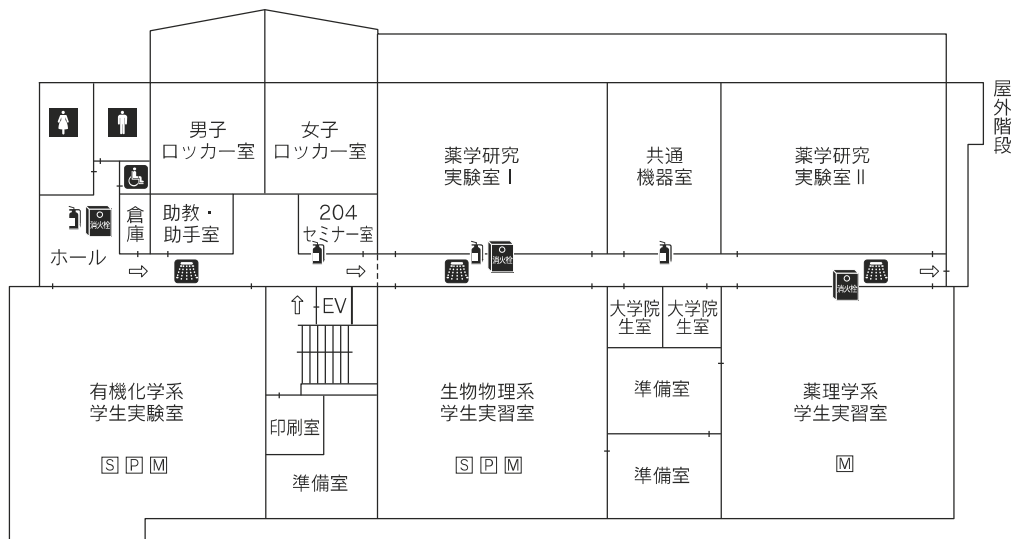 屋外階段
男子
ロッカー室
女子
ロッカー室
薬学研究
実験室Ⅰ
共通
機器室
薬学研究
実験室Ⅱ
倉庫
助教・
助手室
204
セミナー室
消火栓
ホール
消火栓
消火栓
EV
大学院
生室
大学院
生室
有機化学系
学生実験室
S P M
印刷室
準備室
生物物理系
学生実習室
S P M
準備室
準備室
薬理学系
学生実習室
M